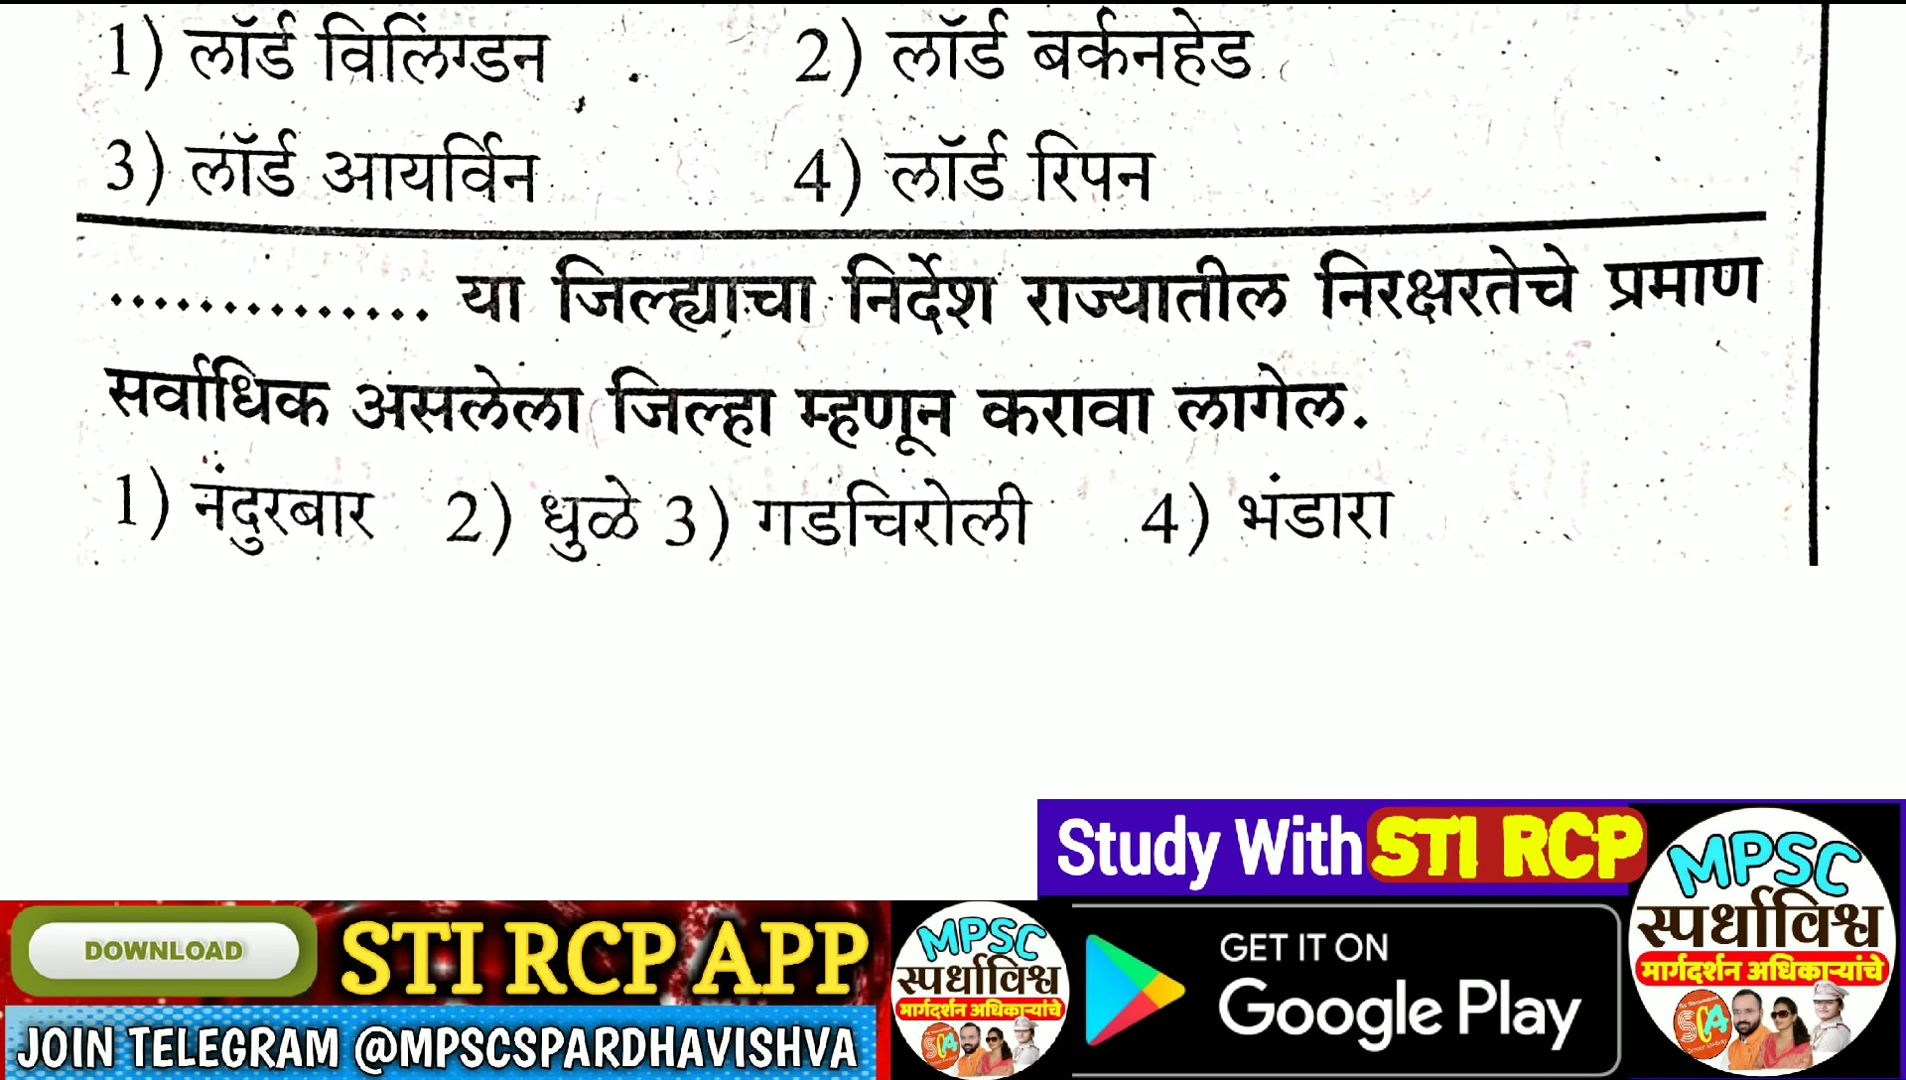 1) लॉर्ड विलिंग्डन 2) लॉर्ड बर्कनहेड
3) लॉर्ड आयर्विन 4) लॉर्ड रिपन
.............. या जिल्ह्याचा निर्देश राज्यातील निरक्षरतेचे प्रमाण
सर्वाधिक असलेला जिल्हा म्हणून करावा लागेल.
1) नंदुरबार 2) धुळे 3) गडचिरोली 4) भंडारा
Study With STI RCP
MPSC
स्पर्धाविश्व
मार्गदर्शन अधिकाऱ्यांचे
DOWNLOAD
STI RCP APP
MPSC
स्पर्धाविश्व
मार्गदर्शन अधिकाऱ्यांचे
GET IT ON
Google Play
JOIN TELEGRAM @MPSCSPARDHAVISHVA